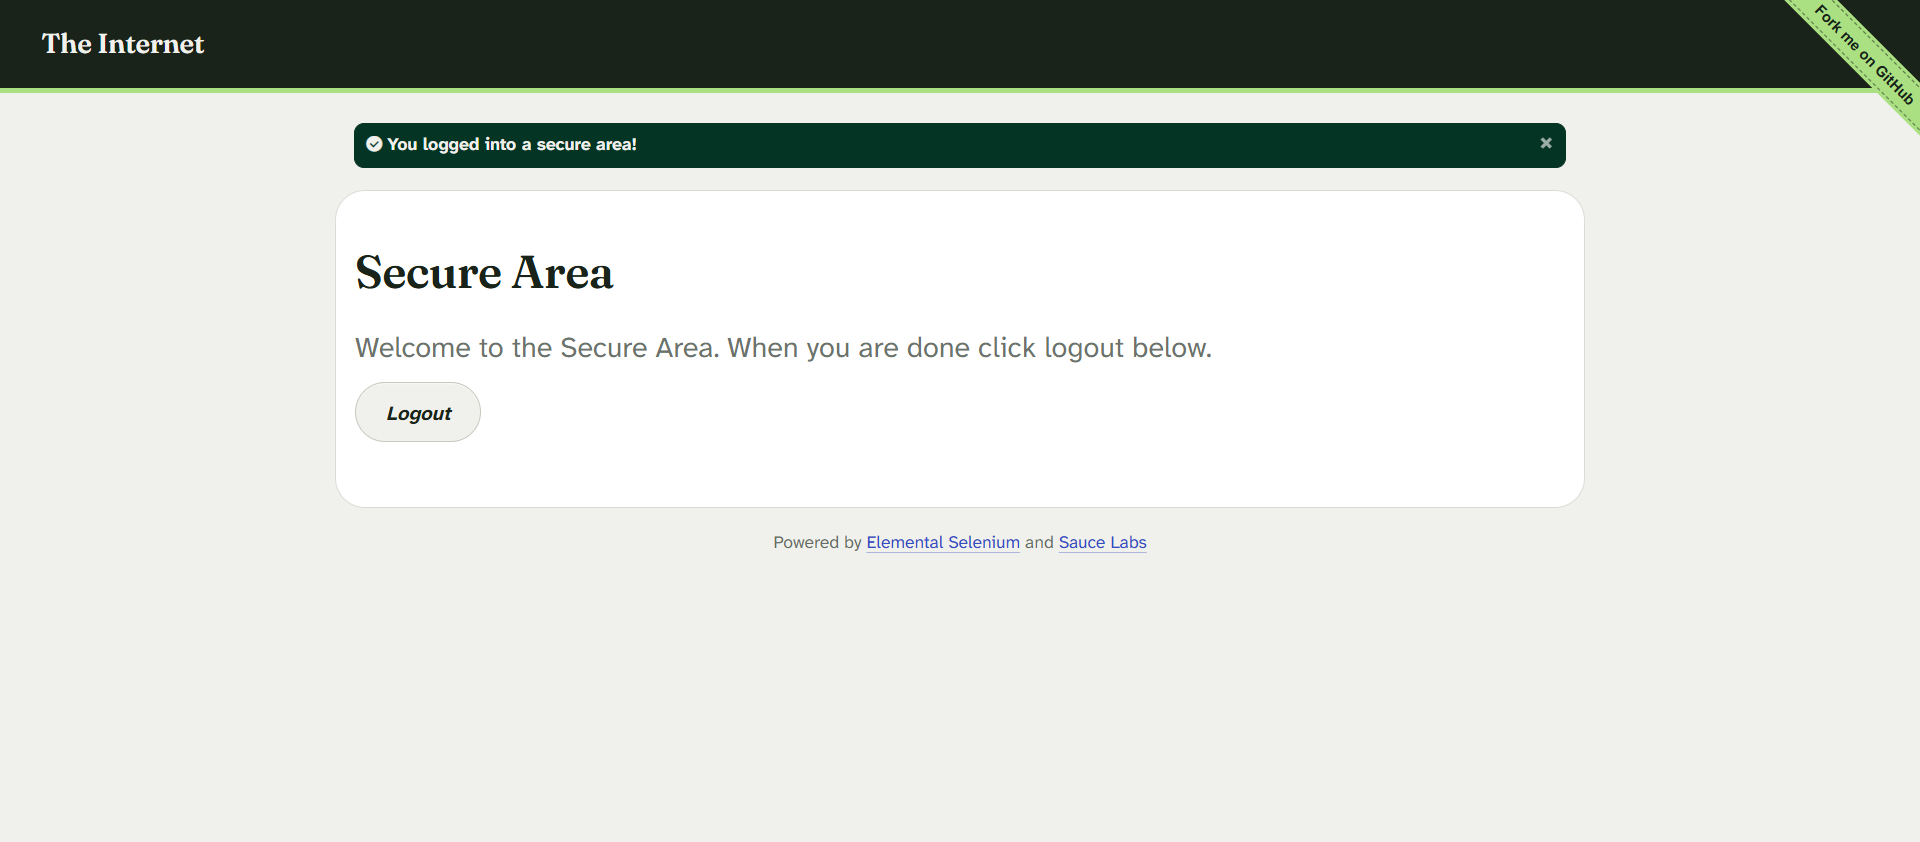 The Internet
Fork me on GitHub
You logged into a secure area!
Secure Area
Welcome to the Secure Area. When you are done click logout below.
Logout
Powered by Elemental Selenium and Sauce Labs